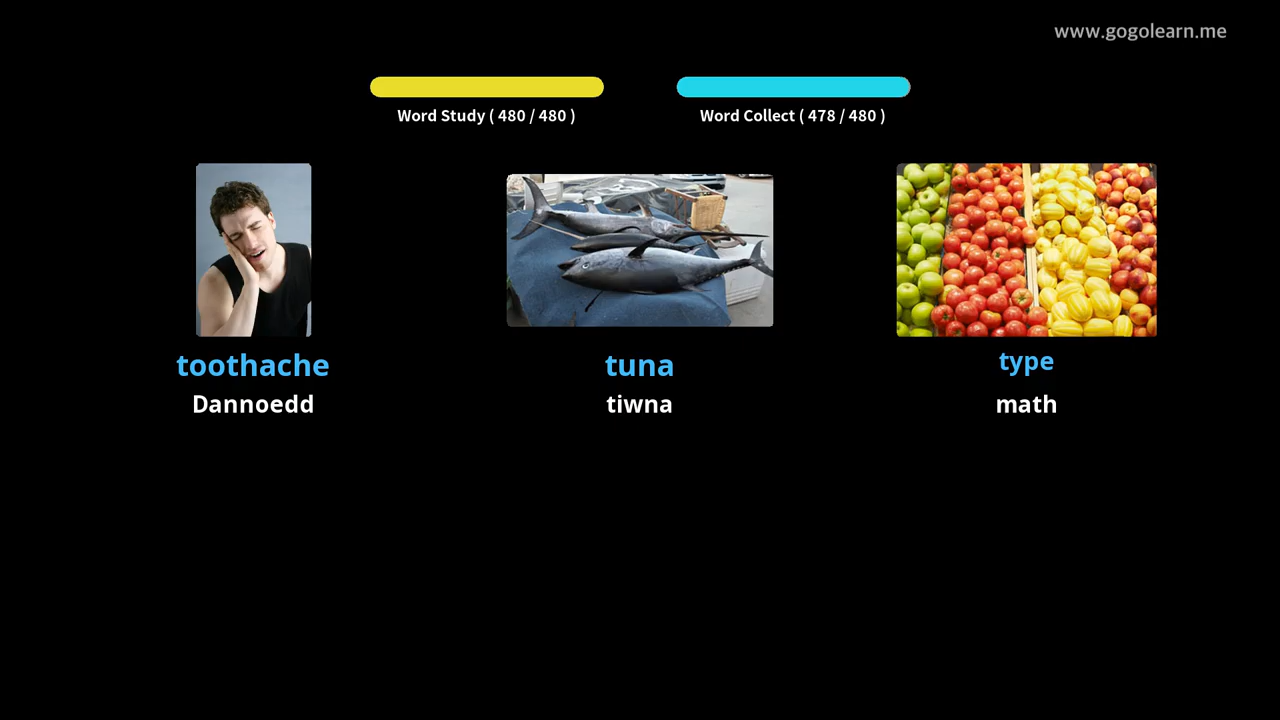 www.gogolearn.me
Word Study ( 480 / 480 )
Word Collect ( 478 / 480 )
toothache
Dannoedd
tuna
tiwna
type
math